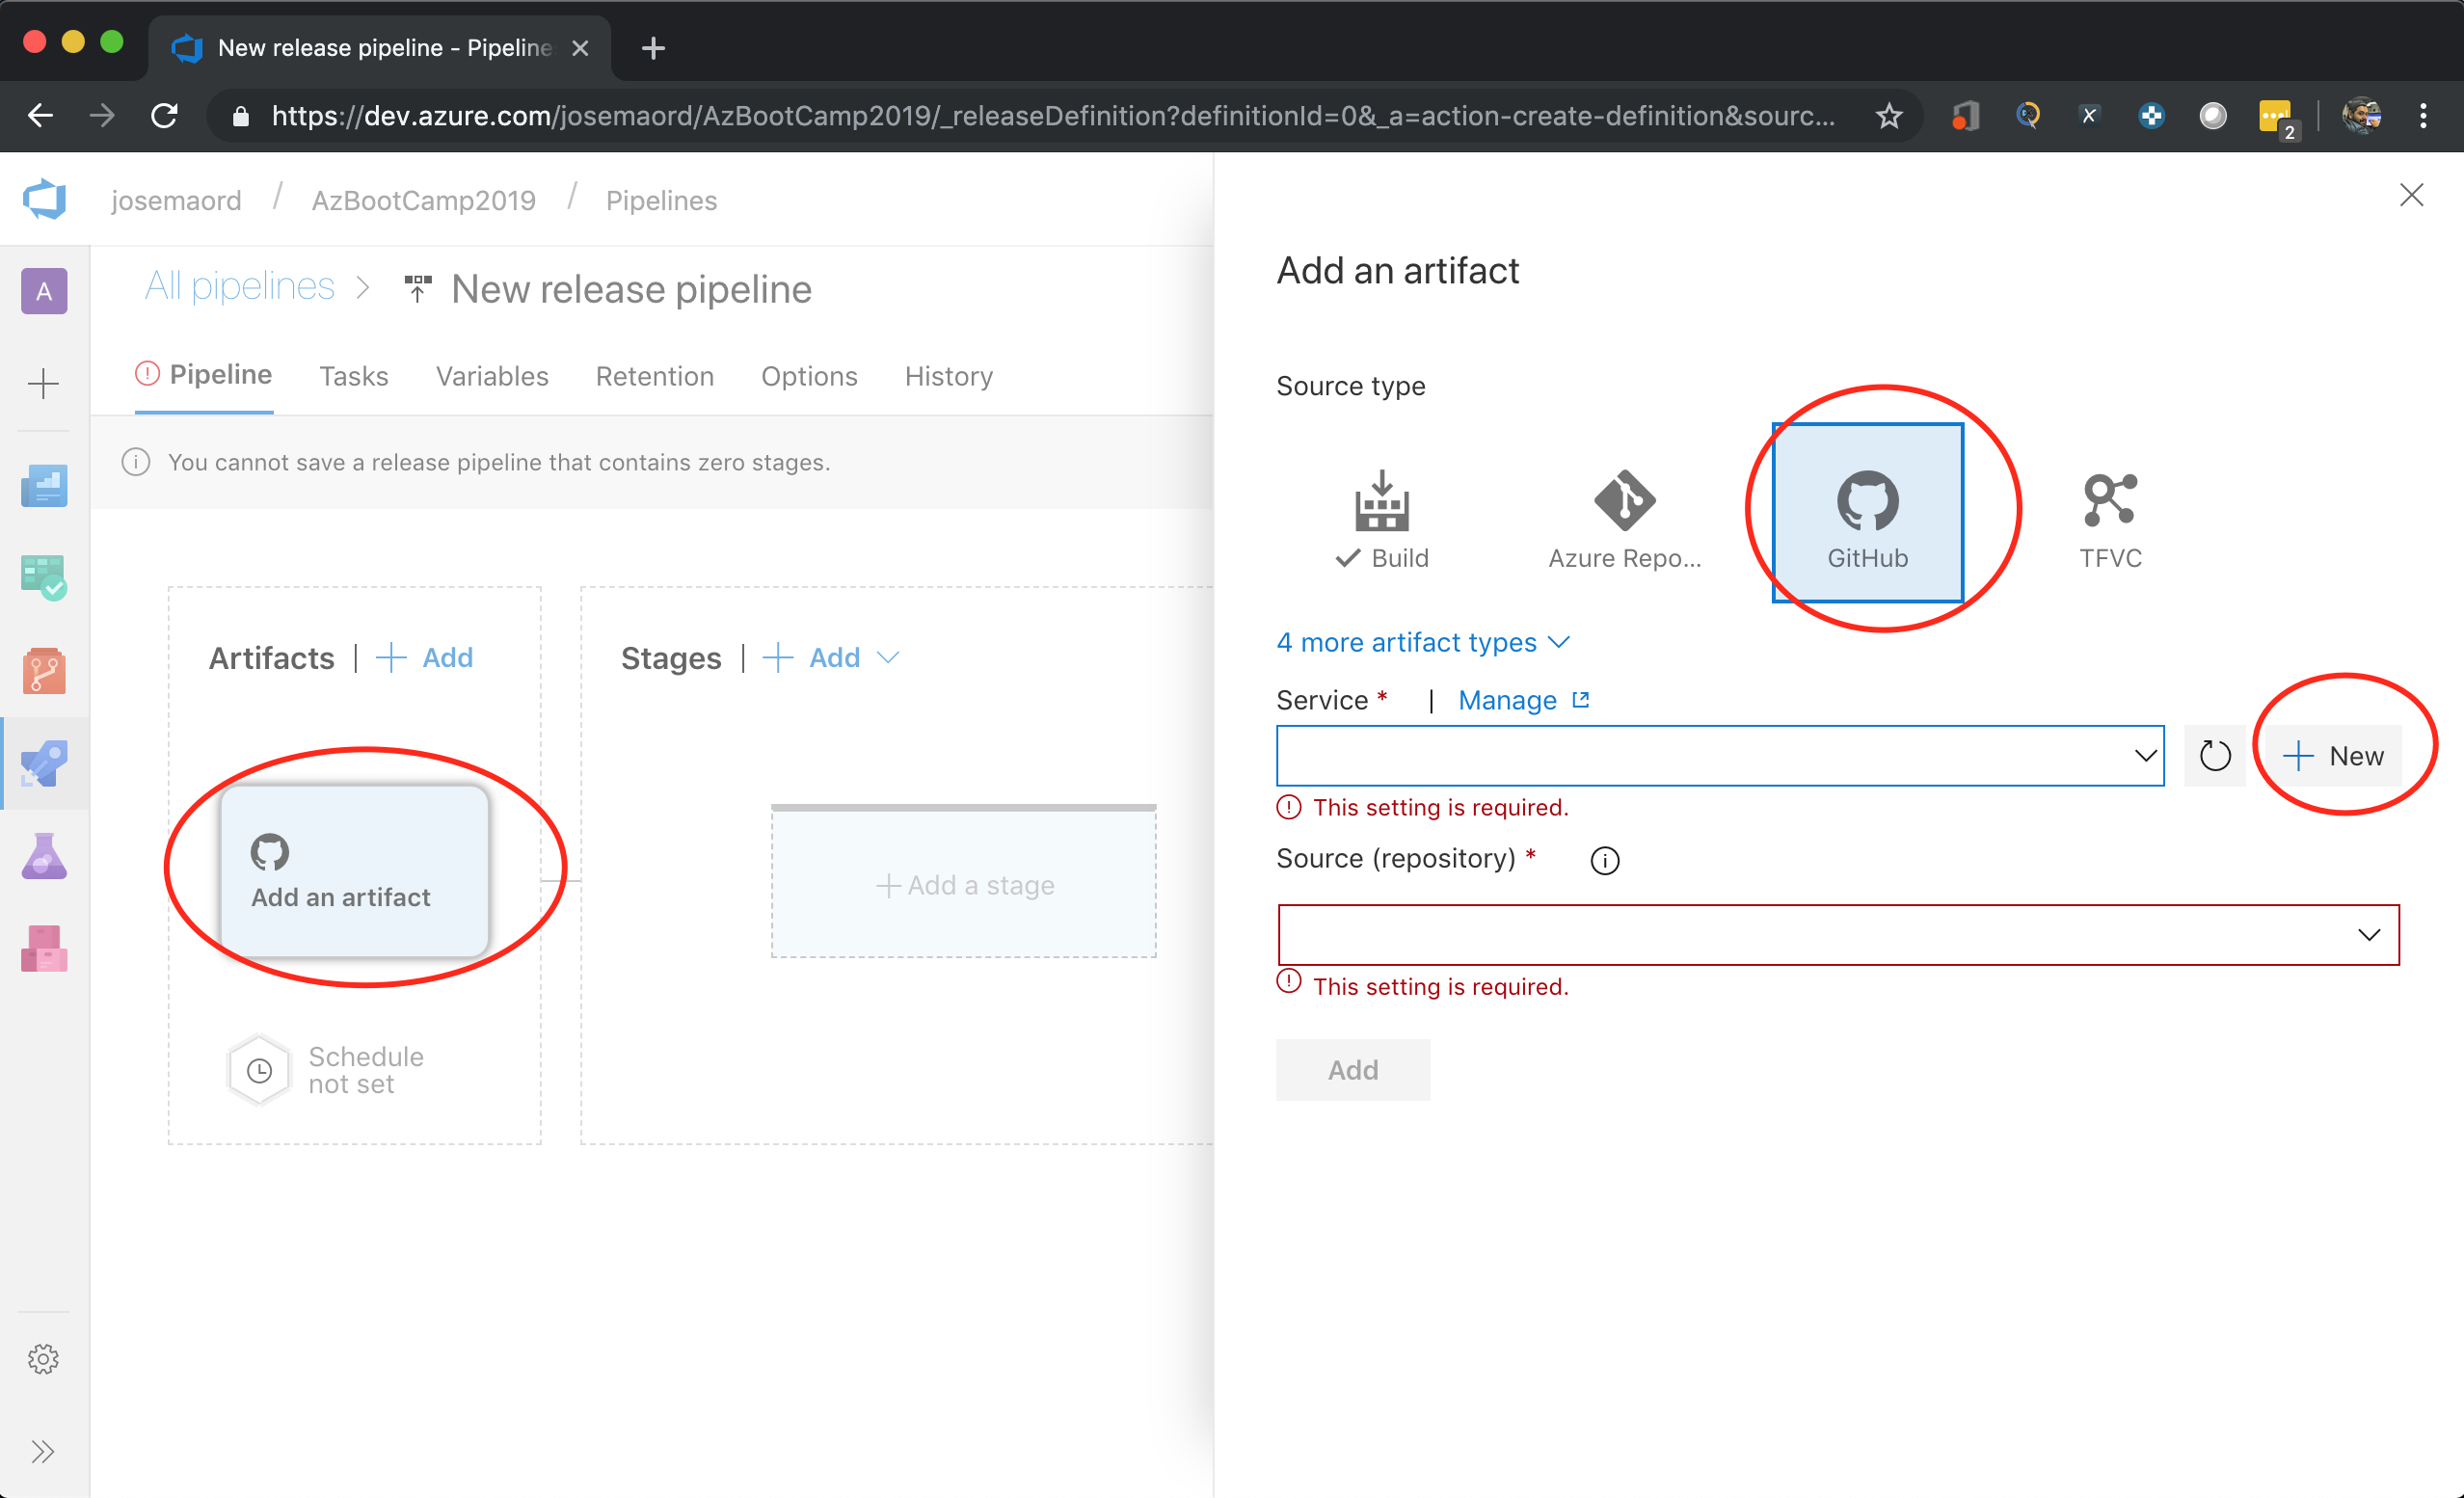 New release pipeline - Pipeline
https://dev.azure.com/josemaord/AzBootCamp2019/_releaseDefinition?definitionId=0&_a=action-create-definition&sourc...
2
josemaord / AzBootCamp2019 / Pipelines
A
All pipelines > New release pipeline
Pipeline Tasks Variables Retention Options History
You cannot save a release pipeline that contains zero stages.
Artifacts | + Add
Stages | + Add
Add an artifact
+ Add a stage
Schedule
not set
Add an artifact
Source type
Build
Azure Repo...
GitHub
TFVC
4 more artifact types
Service * | Manage
+ New
This setting is required.
Source (repository) *
This setting is required.
Add